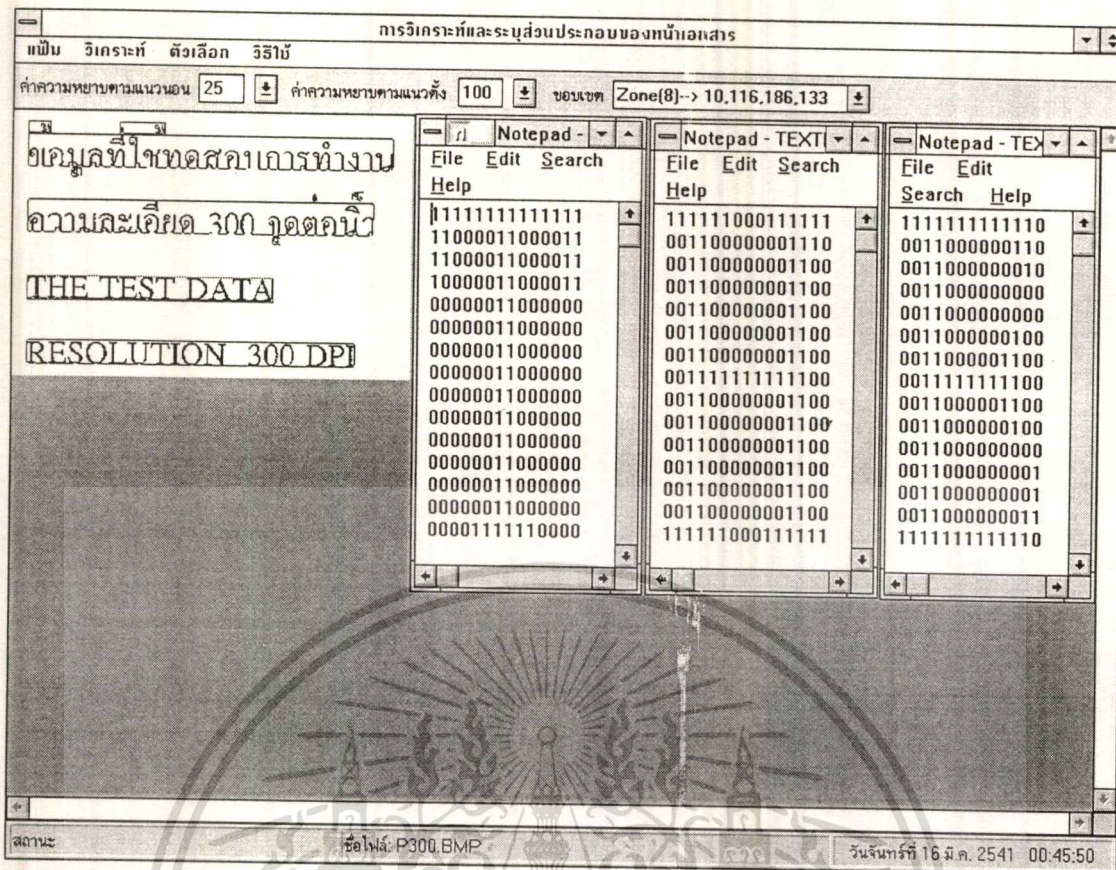 การวิเคราะห์และระบุส่วนประกอบของหน้าเอกสาร
แฟ้ม วิเคราะห์ ตัวเลือก วิธีใช้
ค่าความหยาบตามแนวนอน 25 ค่าความหยาบตามแนวตั้ง 100 ขอบเขต Zone(8)--> 10,116,186,133
ความละเอียด 300 จุดต่อนิ้ว
THE TEST DATA
RESOLUTION 300 DPI
Notepad -
File Edit Search
Help
11111111111111
11000011000011
11000011000011
10000011000011
00000011000000
00000011000000
00000011000000
00000011000000
00000011000000
00000011000000
00000011000000
00000011000000
00000011000000
00000011000000
00001111110000
Notepad - TEXT
File Edit Search
Help
111111000111111
001100000001110
001100000001100
001100000001100
001100000001100
001100000001100
001100000001100
001111111111100
001100000001100
001100000001100
001100000001100
001100000001100
001100000001100
001100000001100
111111000111111
Notepad - TEX
File Edit
Search Help
1111111111110
0011000000110
0011000000010
0011000000000
0011000000000
0011000000100
0011000001100
0011111111100
0011000001100
0011000000100
0011000000000
0011000000001
0011000000001
0011000000011
1111111111110
สถานะ ชื่อไฟล์: P300.BMP วันจันทร์ที่ 16 มี.ค. 2541 00:45:50